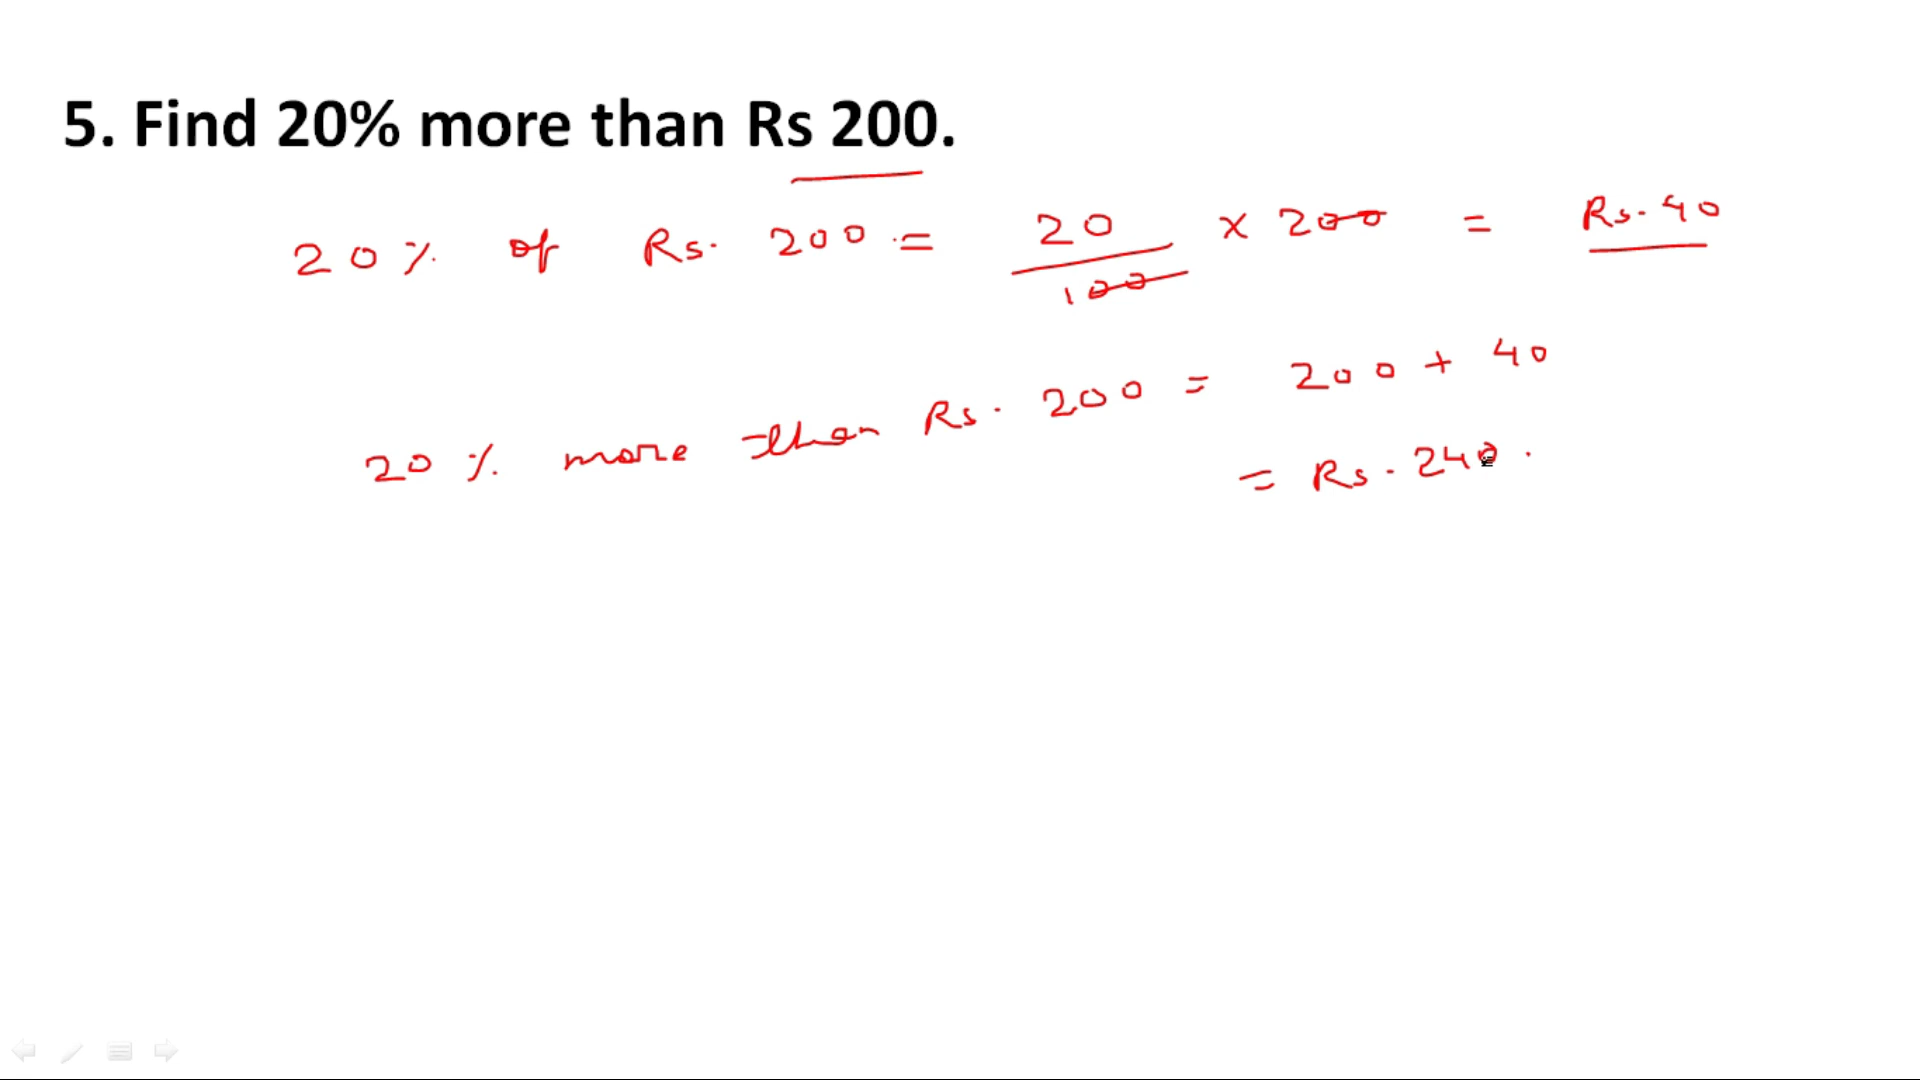 5. Find 20% more than Rs 200.
20% of Rs. 200 = 20/100 × 200 = Rs. 40
20% more than Rs. 200 = 200 + 40
= Rs. 240.